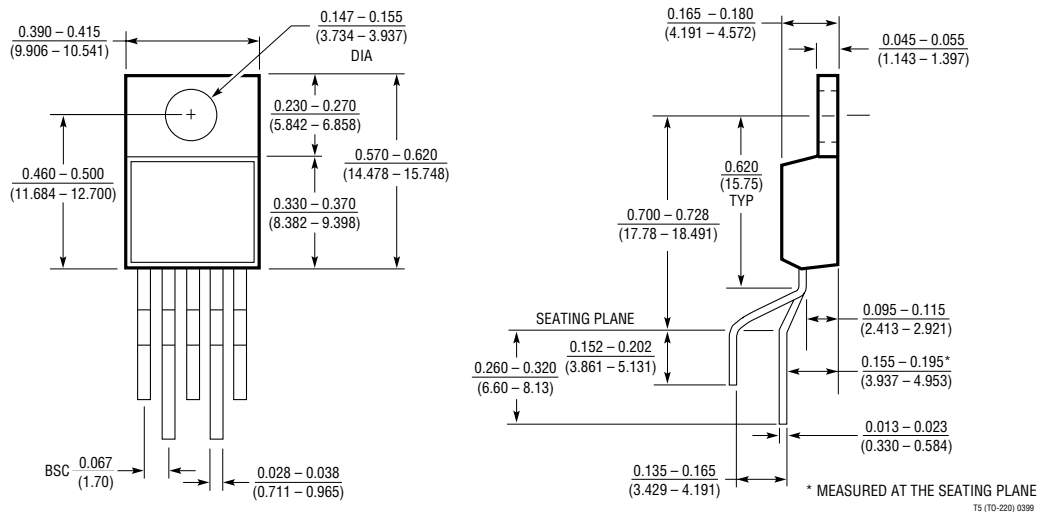 0.390 – 0.415
(9.906 – 10.541)
0.147 – 0.155
(3.734 – 3.937)
DIA
0.230 – 0.270
(5.842 – 6.858)
0.460 – 0.500
(11.684 – 12.700)
0.570 – 0.620
(14.478 – 15.748)
0.330 – 0.370
(8.382 – 9.398)
BSC 0.067
(1.70)
0.028 – 0.038
(0.711 – 0.965)
0.165 – 0.180
(4.191 – 4.572)
0.045 – 0.055
(1.143 – 1.397)
0.620
(15.75)
TYP
0.700 – 0.728
(17.78 – 18.491)
SEATING PLANE
0.152 – 0.202
(3.861 – 5.131)
0.260 – 0.320
(6.60 – 8.13)
0.095 – 0.115
(2.413 – 2.921)
0.155 – 0.195*
(3.937 – 4.953)
0.013 – 0.023
(0.330 – 0.584)
0.135 – 0.165
(3.429 – 4.191)
* MEASURED AT THE SEATING PLANE
T5 (TO-220) 0399